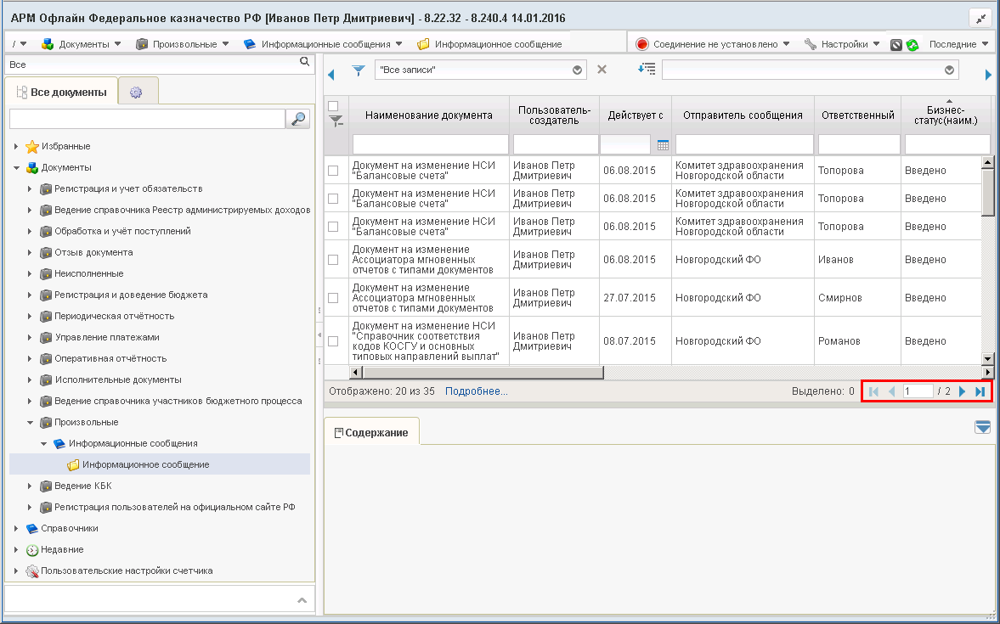 АРМ Офлайн Федеральное казначество РФ [Иванов Петр Дмитриевич] - 8.22.32 - 8.240.4 14.01.2016
/ Документы Произвольные Информационные сообщения Информационное сообщение Соединение не установлено Настройки Последние
Все
"Все записи"
Все документы
Избранные
Документы
Регистрация и учет обязательств
Ведение справочника Реестр администрируемых доходов
Обработка и учёт поступлений
Отзыв документа
Неисполненные
Регистрация и доведение бюджета
Периодическая отчётность
Управление платежами
Оперативная отчётность
Исполнительные документы
Ведение справочника участников бюджетного процесса
Произвольные
Информационные сообщения
Информационное сообщение
Ведение КБК
Регистрация пользователей на официальном сайте РФ
Справочники
Недавние
Пользовательские настройки счетчика
Наименование документа
Пользователь-
создатель
Действует с
Отправитель сообщения
Ответственный
Бизнес-
статус(наим.)
Документ на изменение НСИ
"Балансовые счета"
Иванов Петр
Дмитриевич
06.08.2015
Комитет здравоохранения
Новгородской области
Топорова
Введено
Документ на изменение НСИ
"Балансовые счета"
Иванов Петр
Дмитриевич
06.08.2015
Комитет здравоохранения
Новгородской области
Топорова
Введено
Документ на изменение НСИ
"Балансовые счета"
Иванов Петр
Дмитриевич
06.08.2015
Комитет здравоохранения
Новгородской области
Топорова
Введено
Документ на изменение
Ассоциатора мгновенных
отчетов с типами документов
Иванов Петр
Дмитриевич
06.08.2015
Новгородский ФО
Иванов
Введено
Документ на изменение
Ассоциатора мгновенных
отчетов с типами документов
Иванов Петр
Дмитриевич
27.07.2015
Новгородский ФО
Смирнов
Введено
Документ на изменение НСИ
"Справочник соответствия
кодов КОСГУ и основных
типовых направлений выплат"
Иванов Петр
Дмитриевич
08.07.2015
Новгородский ФО
Романов
Введено
Отображено: 20 из 35 Подробнее... Выделено: 0 1 / 2
Содержание